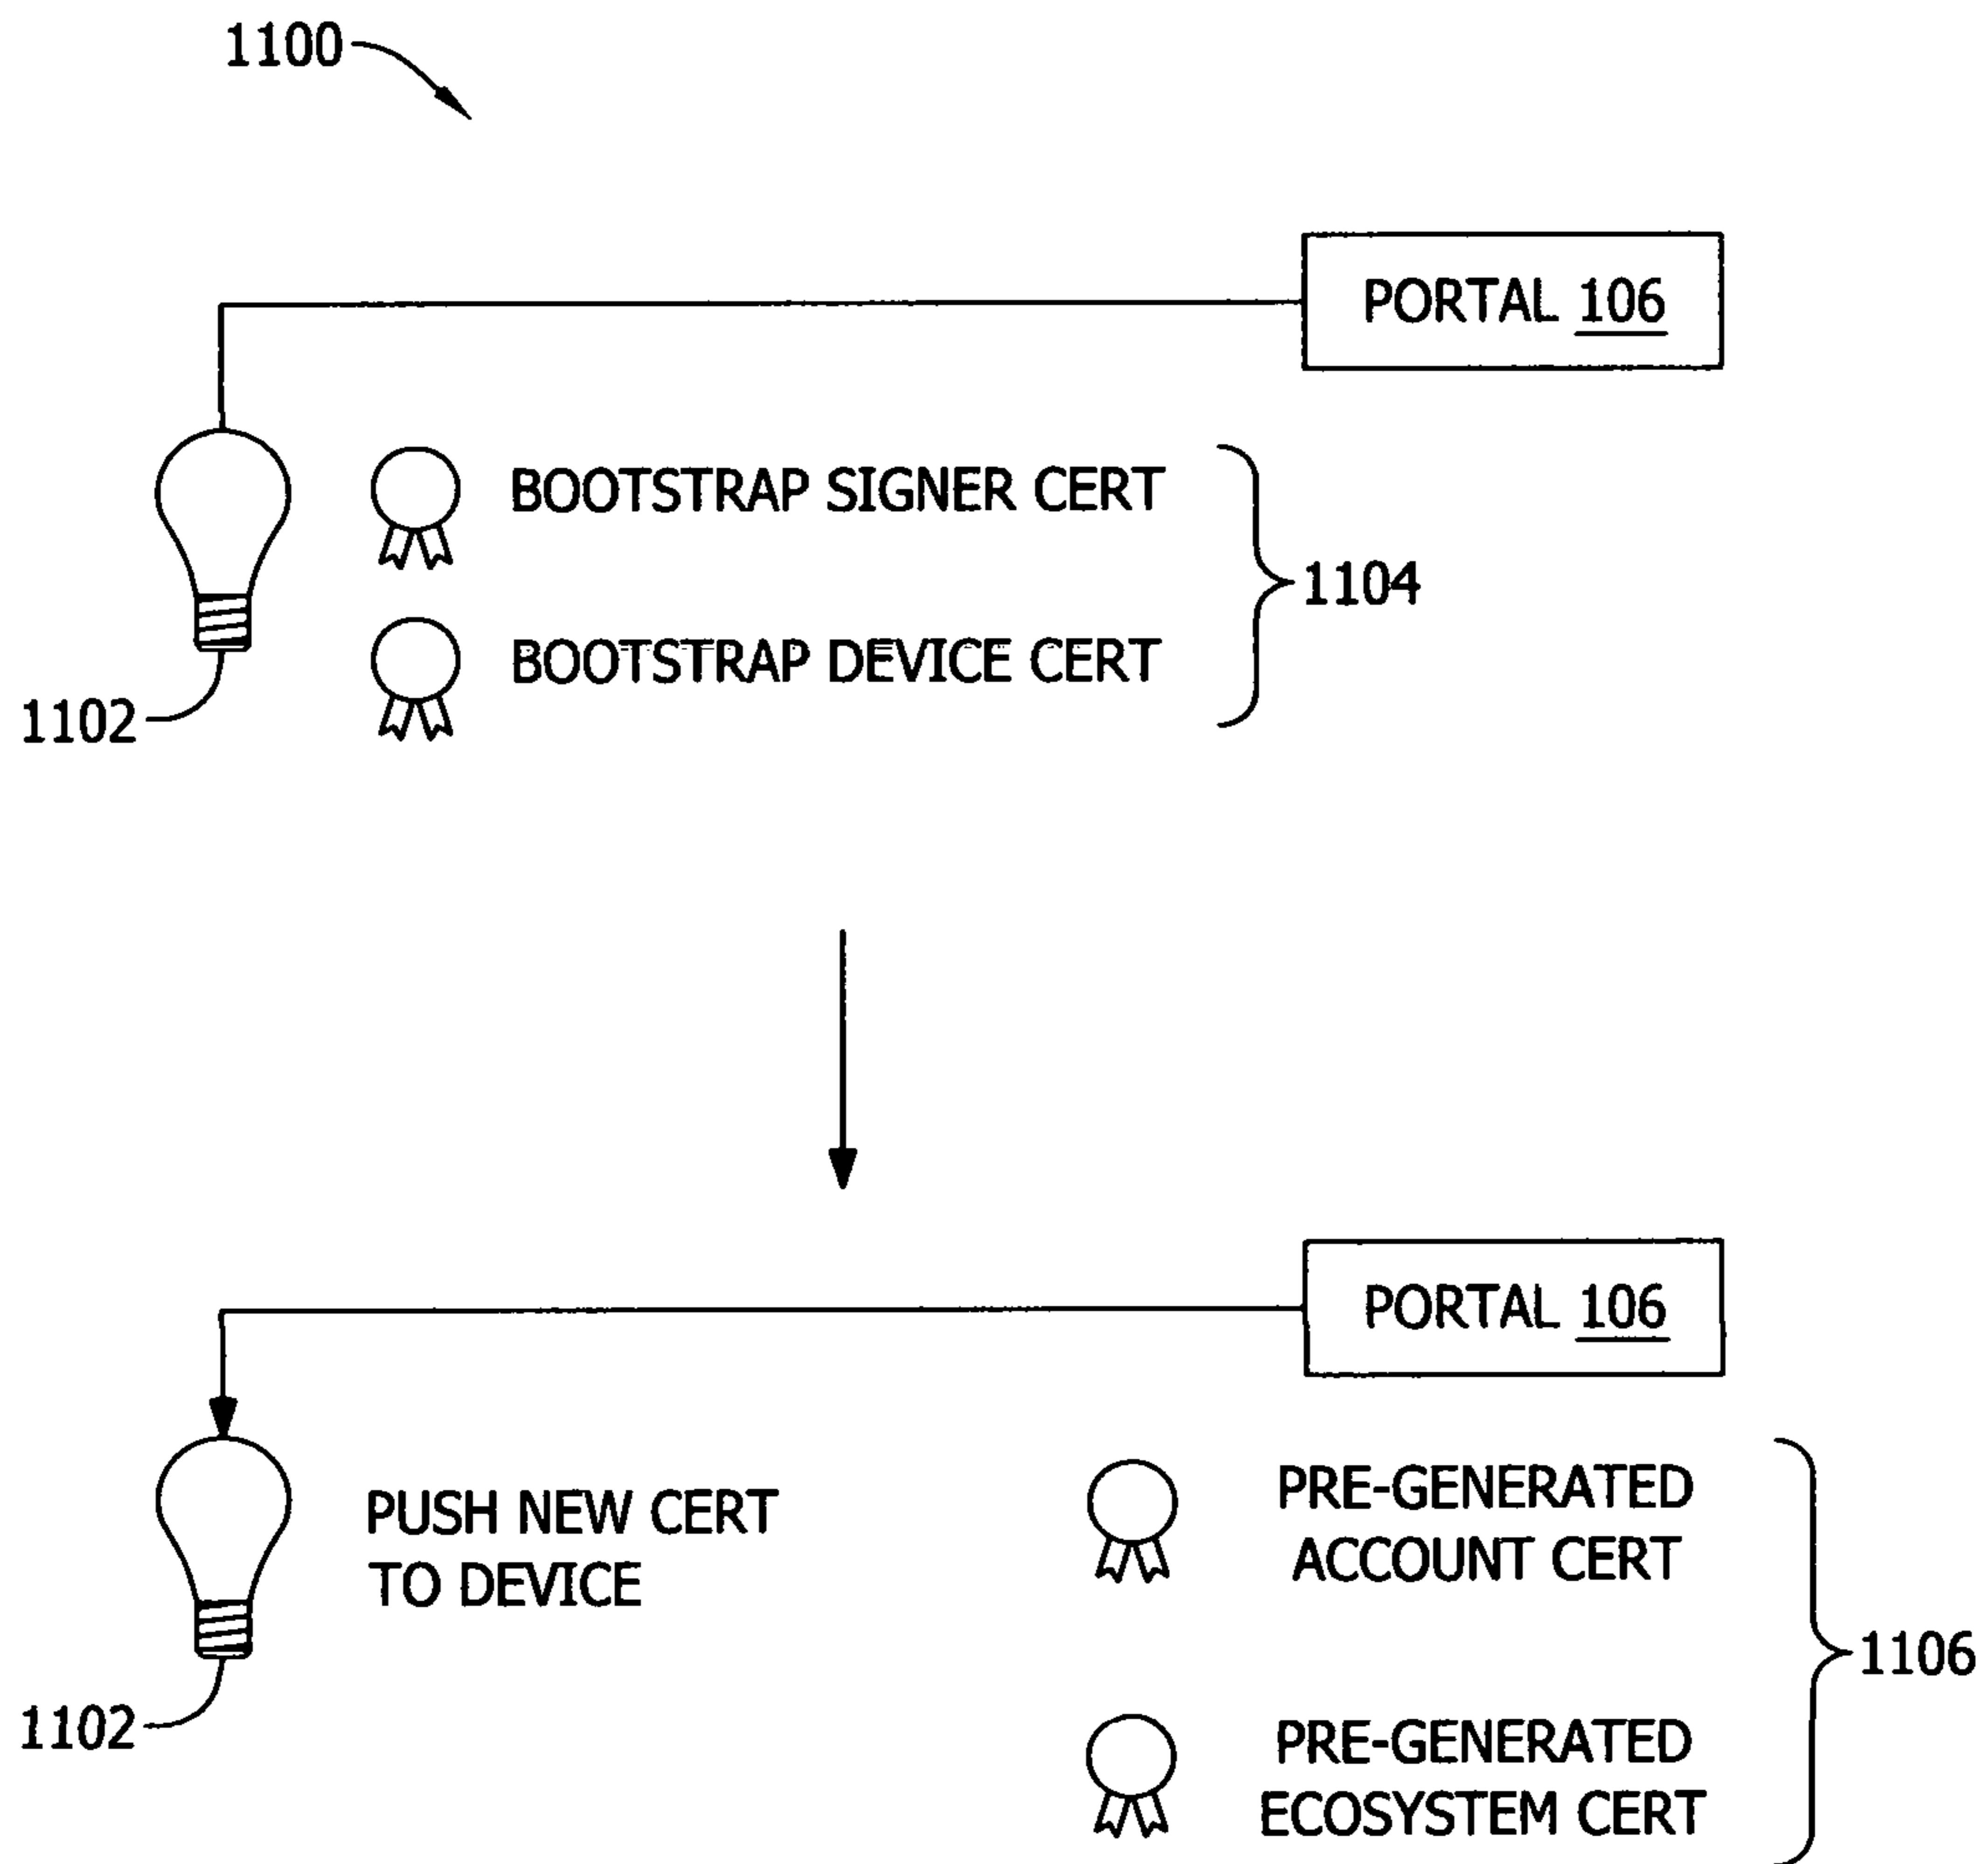 1100
PORTAL 106
BOOTSTRAP SIGNER CERT
1104
BOOTSTRAP DEVICE CERT
1102
PORTAL 106
PUSH NEW CERT
TO DEVICE
PRE-GENERATED
ACCOUNT CERT
1106
1102
PRE-GENERATED
ECOSYSTEM CERT